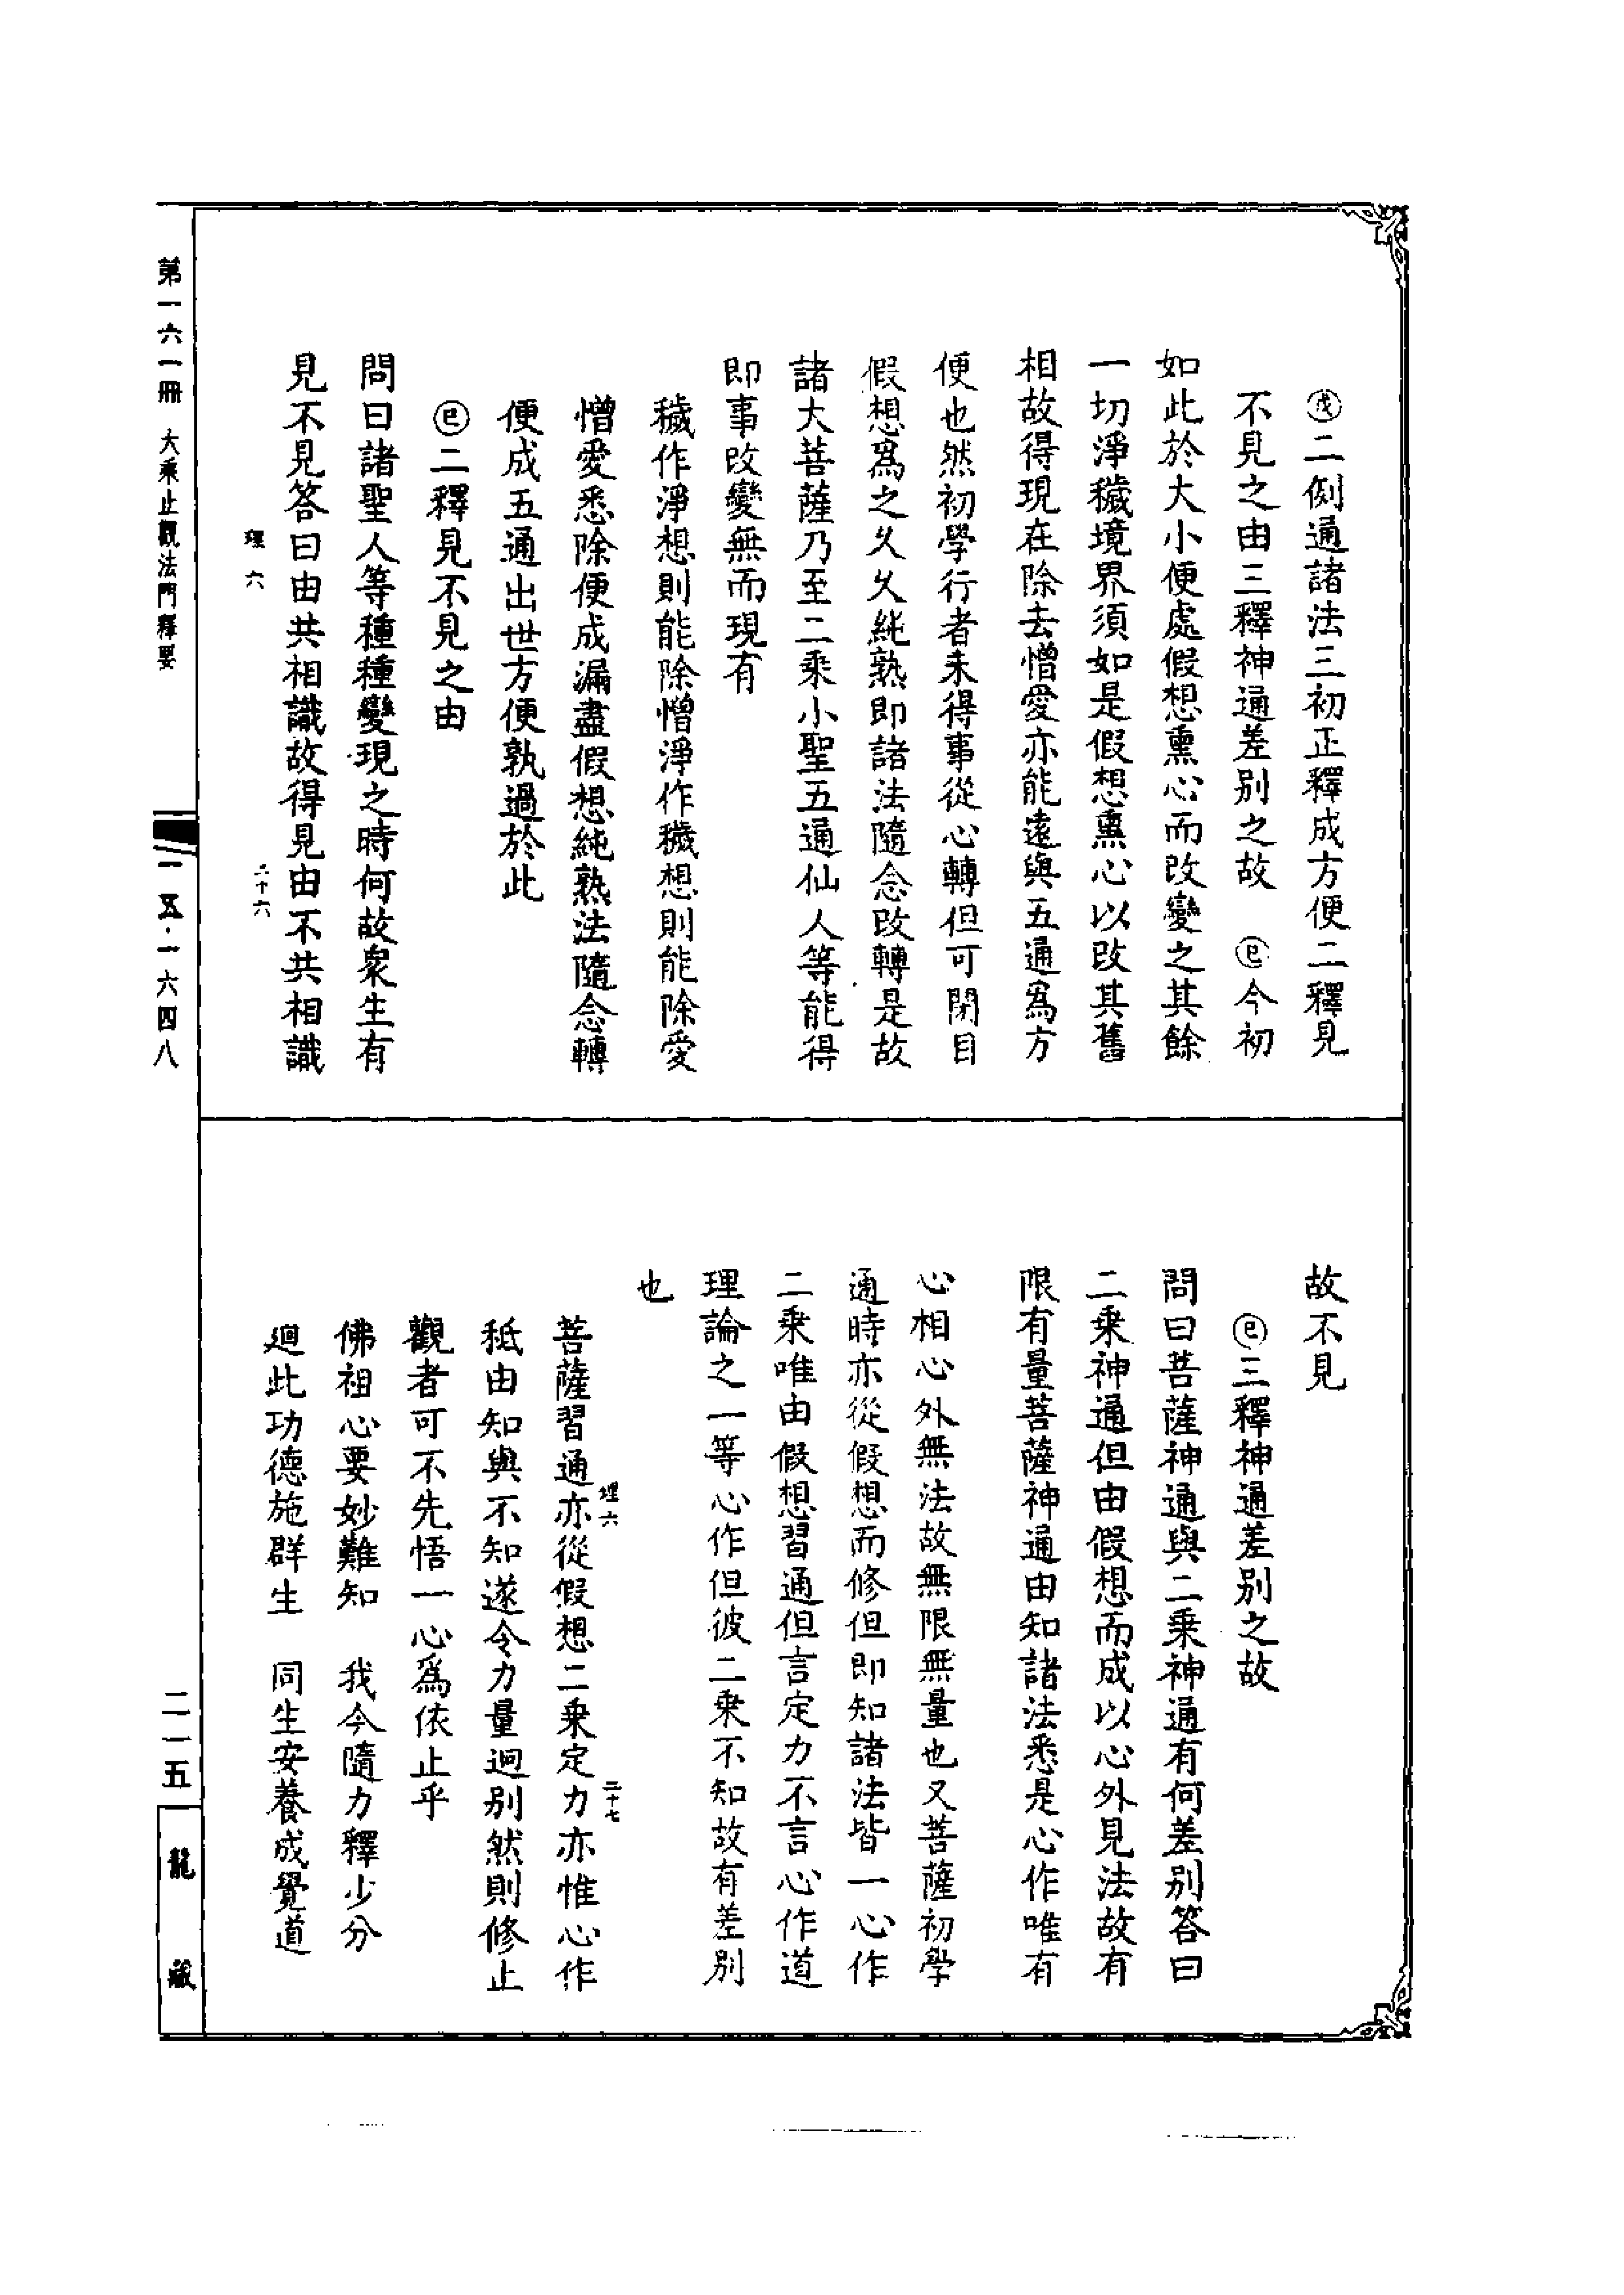 ㊅二例通諸法三初正釋成方便二釋見
不見之由三釋神通差別之故　㊁今初
如此於大小便處假想熏心而改變之其餘
一切淨穢境界須如是假想熏心以改其舊
相故得現在除去憎愛亦能遠與五通爲方
便也然初學行者未得事從心轉但可閉目
假想爲之久久純熟即諸法隨念改轉是故
諸大菩薩乃至二乘小聖五通仙人等能得
即事改變無而現有
穢作淨想則能除憎淨作穢想則能除愛
憎愛悉除便成漏盡假想純熟法隨念轉
便成五通出世方便孰過於此
㊁二釋見不見之由
問曰諸聖人等種種變現之時何故衆生有
見不見答曰由共相識故得見由不共相識
理六　二十六
故不見
㊁三釋神通差別之故
問曰菩薩神通與二乘神通有何差別答曰
二乘神通但由假想而成以心外見法故有
限有量菩薩神通由知諸法悉是心作唯有
心相心外無法故無限無量也又菩薩初學
通時亦從假想而修但即知諸法皆一心作
二乘唯由假想習通但言定力不言心作道
理論之一等心作但彼二乘不知故有差別
也
理六　二十七
菩薩習通亦從假想二乘定力亦惟心作
秖由知與不知遂令力量迥別然則修止
觀者可不先悟一心爲依止乎
佛祖心要妙難知　我今隨力釋少分
迴此功德施群生　同生安養成覺道
第一六一冊　大乘止觀法門釋要
一五·一六四八
二一五
龍藏